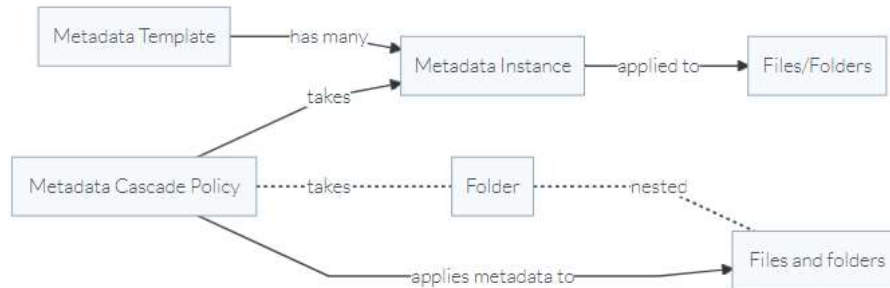 Metadata Template
has many
Metadata Instance
applied to
Files/Folders
takes
Metadata Cascade Policy
takes
Folder
nested
Files and folders
applies metadata to